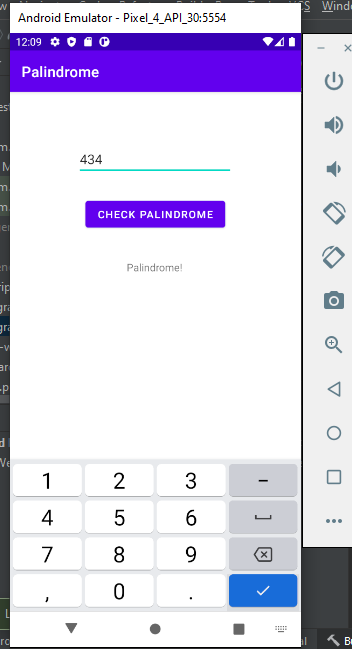 Android Emulator - Pixel_4_API_30:5554
12:09
Palindrome
434
CHECK PALINDROME
Palindrome!
1 2 3 −
4 5 6
7 8 9
, 0 .